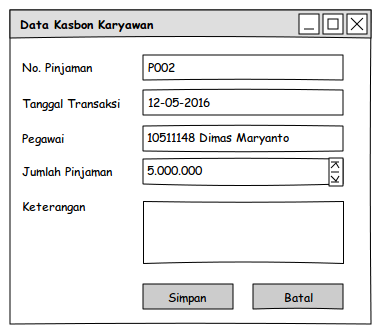 Data Kasbon Karyawan
No. Pinjaman P002
Tanggal Transaksi 12-05-2016
Pegawai 10511148 Dimas Maryanto
Jumlah Pinjaman 5.000.000
Keterangan
Simpan Batal